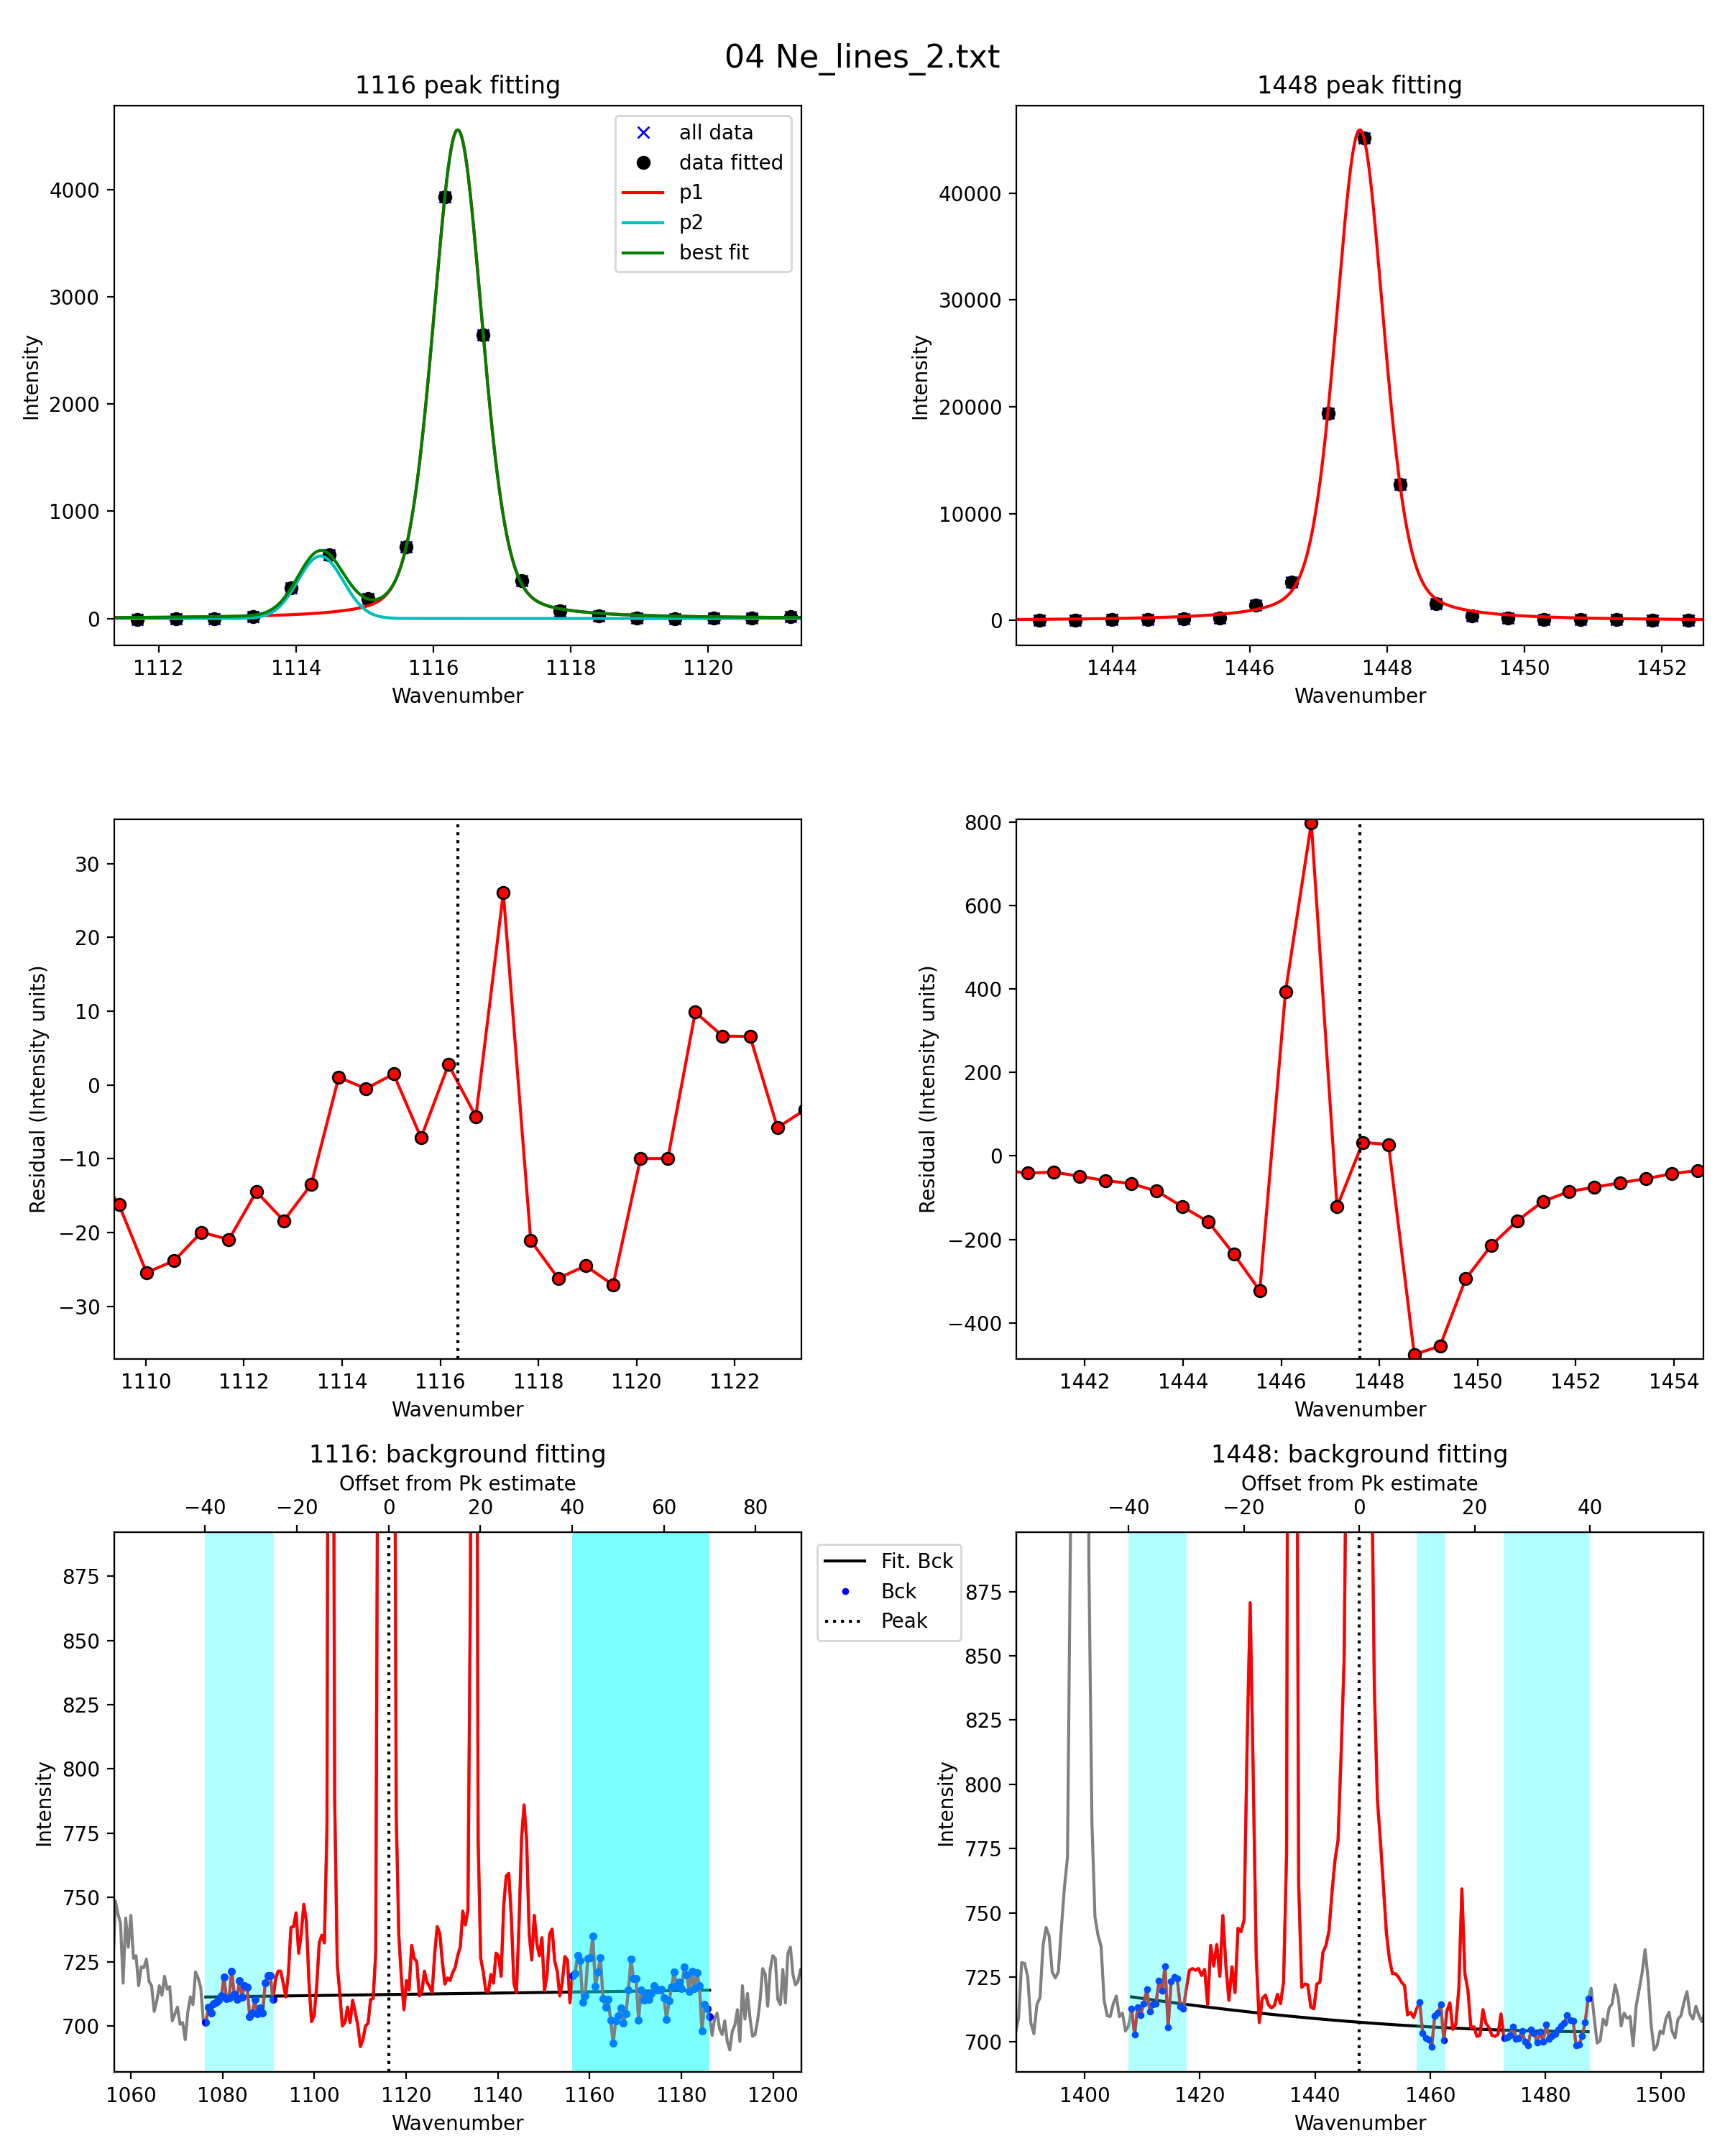 04 Ne_lines_2.txt
1116 peak fitting
all data
data fitted
p1
p2
best fit
4000
3000
2000
1000
0
Intensity
1112 1114 1116 1118 1120
Wavenumber
1448 peak fitting
40000
30000
20000
10000
0
Intensity
1444 1446 1448 1450 1452
Wavenumber
30
20
10
0
−10
−20
−30
Residual (Intensity units)
1110 1112 1114 1116 1118 1120 1122
Wavenumber
800
600
400
200
0
−200
−400
Residual (Intensity units)
1442 1444 1446 1448 1450 1452 1454
Wavenumber
1116: background fitting
Offset from Pk estimate
−40 −20 0 20 40 60 80
875
850
825
800
775
750
725
700
Intensity
1060 1080 1100 1120 1140 1160 1180 1200
Wavenumber
Fit. Bck
Bck
Peak
1448: background fitting
Offset from Pk estimate
−40 −20 0 20 40
875
850
825
800
775
750
725
700
Intensity
1400 1420 1440 1460 1480 1500
Wavenumber